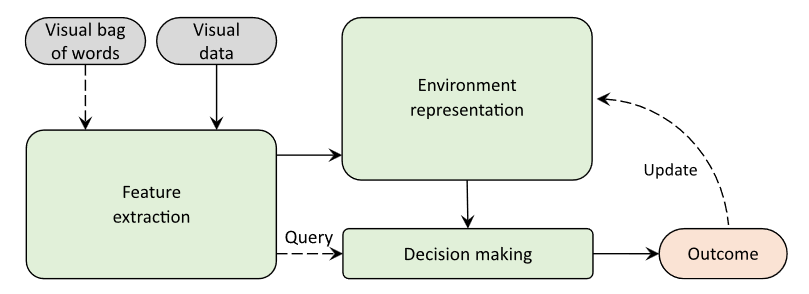 Visual bag
of words
Visual
data
Environment
representation
Update
Feature
extraction
Query
Decision making
Outcome